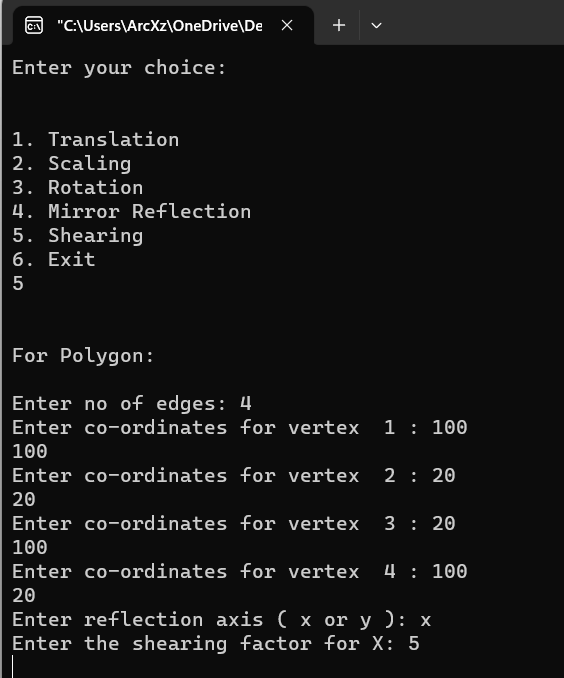 "C:\Users\ArcXz\OneDrive\De
Enter your choice:
1. Translation
2. Scaling
3. Rotation
4. Mirror Reflection
5. Shearing
6. Exit
5
For Polygon:
Enter no of edges: 4
Enter co-ordinates for vertex  1 : 100
100
Enter co-ordinates for vertex  2 : 20
20
Enter co-ordinates for vertex  3 : 20
100
Enter co-ordinates for vertex  4 : 100
20
Enter reflection axis ( x or y ): x
Enter the shearing factor for X: 5